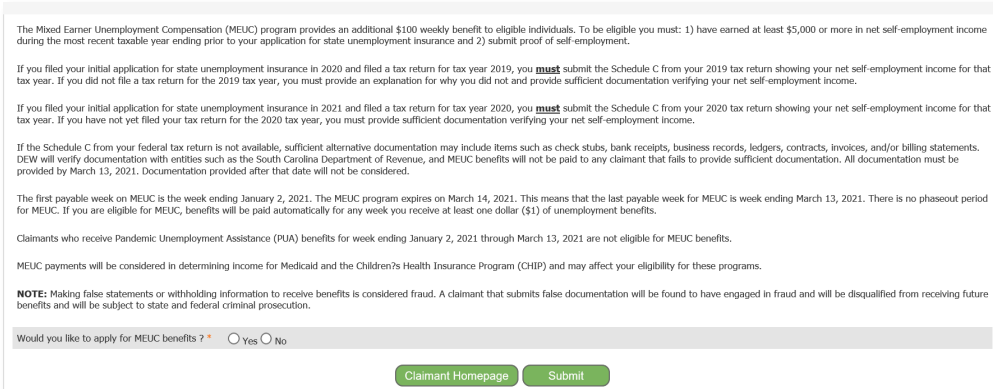 The Mixed Earner Unemployment Compensation (MEUC) program provides an additional $100 weekly benefit to eligible individuals. To be eligible you must: 1) have earned at least $5,000 or more in net self-employment income
during the most recent taxable year ending prior to your application for state unemployment insurance and 2) submit proof of self-employment.
If you filed your initial application for state unemployment insurance in 2020 and filed a tax return for tax year 2019, you must submit the Schedule C from your 2019 tax return showing your net self-employment income for that
tax year. If you did not file a tax return for the 2019 tax year, you must provide an explanation for why you did not and provide sufficient documentation verifying your net self-employment income.
If you filed your initial application for state unemployment insurance in 2021 and filed a tax return for tax year 2020, you must submit the Schedule C from your 2020 tax return showing your net self-employment income for that
tax year. If you have not yet filed your tax return for the 2020 tax year, you must provide sufficient documentation verifying your net self-employment income.
If the Schedule C from your federal tax return is not available, sufficient alternative documentation may include items such as check stubs, bank receipts, business records, ledgers, contracts, invoices, and/or billing statements.
DEW will verify documentation with entities such as the South Carolina Department of Revenue, and MEUC benefits will not be paid to any claimant that fails to provide sufficient documentation. All documentation must be
provided by March 13, 2021. Documentation provided after that date will not be considered.
The first payable week on MEUC is the week ending January 2, 2021. The MEUC program expires on March 14, 2021. This means that the last payable week for MEUC is week ending March 13, 2021. There is no phaseout period
for MEUC. If you are eligible for MEUC, benefits will be paid automatically for any week you receive at least one dollar ($1) of unemployment benefits.
Claimants who receive Pandemic Unemployment Assistance (PUA) benefits for week ending January 2, 2021 through March 13, 2021 are not eligible for MEUC benefits.
MEUC payments will be considered in determining income for Medicaid and the Children?s Health Insurance Program (CHIP) and may affect your eligibility for these programs.
NOTE: Making false statements or withholding information to receive benefits is considered fraud. A claimant that submits false documentation will be found to have engaged in fraud and will be disqualified from receiving future
benefits and will be subject to state and federal criminal prosecution.
Would you like to apply for MEUC benefits ? * Yes No
Claimant Homepage Submit